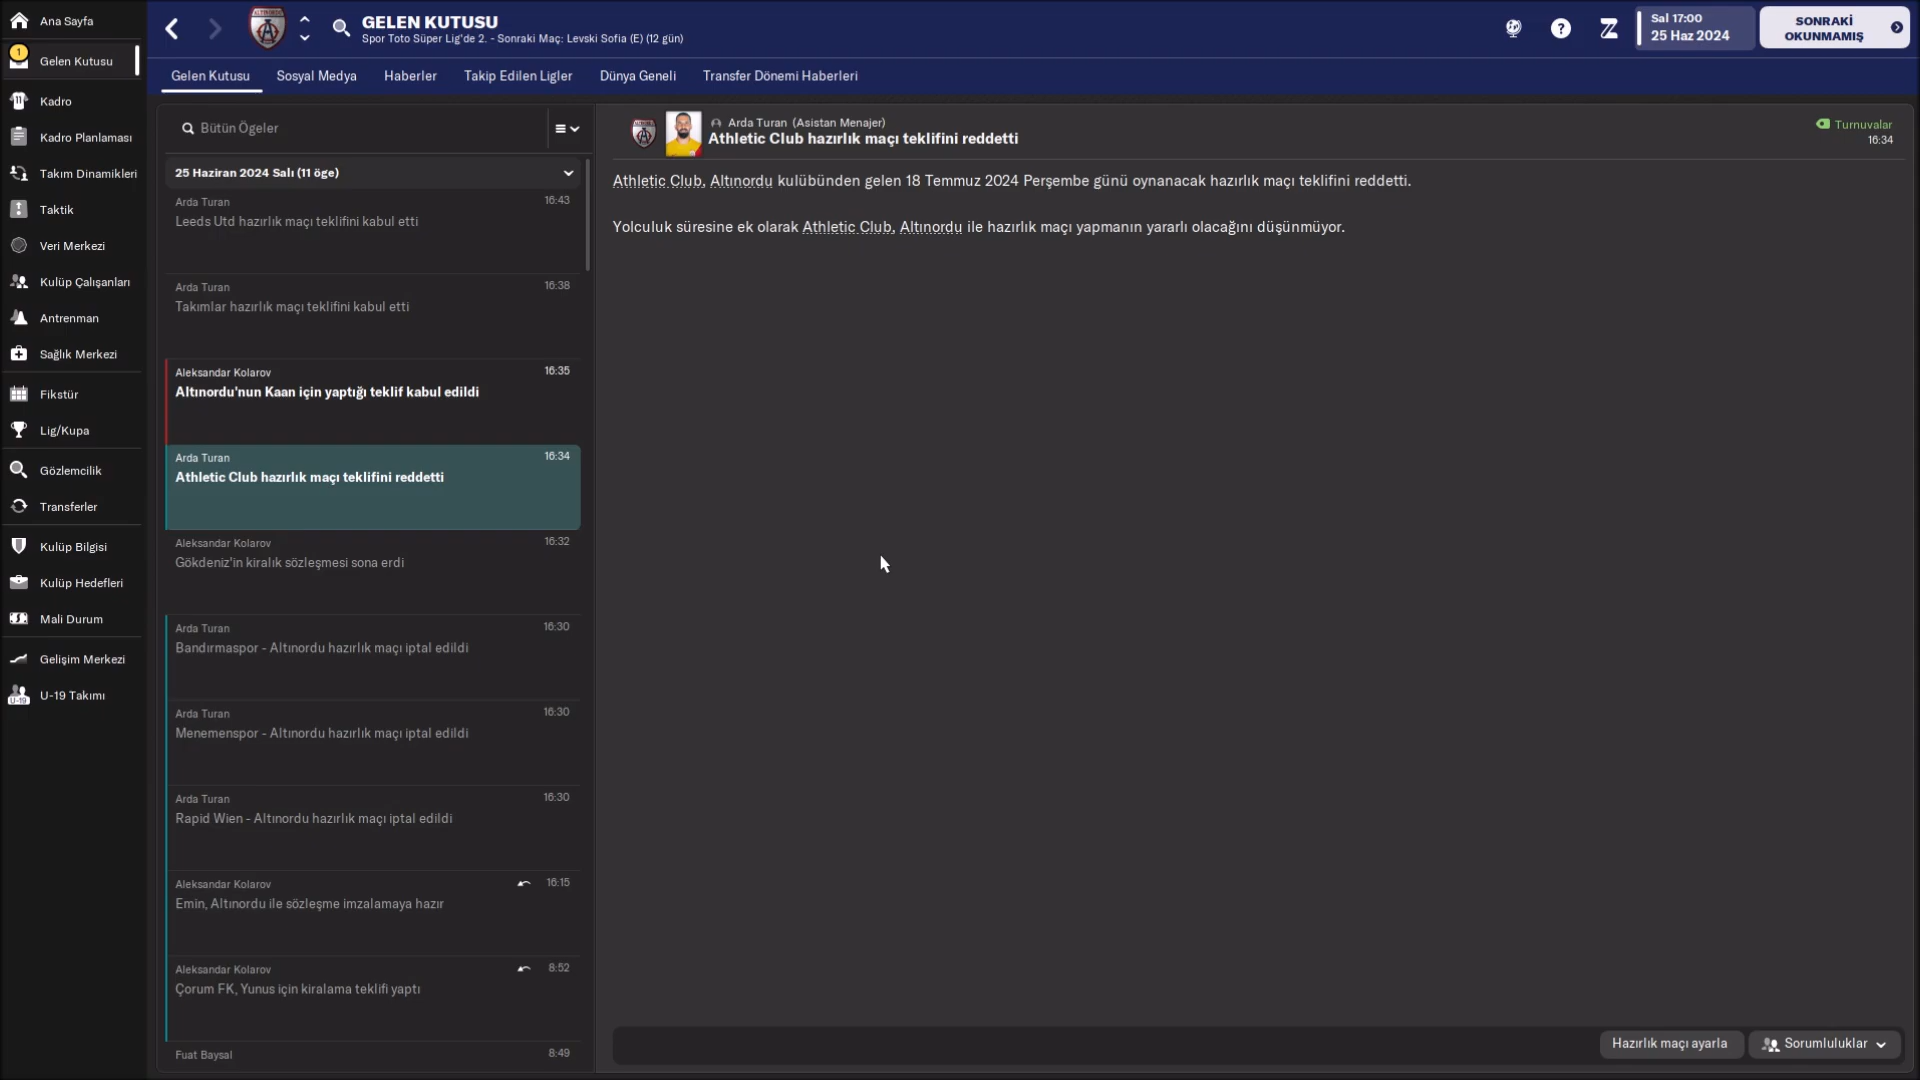 Ana Sayfa
1
Gelen Kutusu
Kadro
Kadro Planlaması
Takım Dinamikleri
Taktik
Veri Merkezi
Kulüp Çalışanları
Antrenman
Sağlık Merkezi
Fikstür
Lig/Kupa
Gözlemcilik
Transferler
Kulüp Bilgisi
Kulüp Hedefleri
Mali Durum
Gelişim Merkezi
U-19 Takımı
GELEN KUTUSU
Spor Toto Süper Lig'de 2. - Sonraki Maç: Levski Sofia (E) (12 gün)
Sal 17:00
25 Haz 2024
SONRAKİ
OKUNMAMIŞ
Gelen Kutusu Sosyal Medya Haberler Takip Edilen Ligler Dünya Geneli Transfer Dönemi Haberleri
Bütün Ögeler
25 Haziran 2024 Salı (11 öge)
Arda Turan 16:43
Leeds Utd hazırlık maçı teklifini kabul etti
Arda Turan 16:38
Takımlar hazırlık maçı teklifini kabul etti
Aleksandar Kolarov 16:35
Altınordu'nun Kaan için yaptığı teklif kabul edildi
Arda Turan 16:34
Athletic Club hazırlık maçı teklifini reddetti
Aleksandar Kolarov 16:32
Gökdeniz'in kiralık sözleşmesi sona erdi
Arda Turan 16:30
Bandırmaspor - Altınordu hazırlık maçı iptal edildi
Arda Turan 16:30
Menemenspor - Altınordu hazırlık maçı iptal edildi
Arda Turan 16:30
Rapid Wien - Altınordu hazırlık maçı iptal edildi
Aleksandar Kolarov 16:15
Emin, Altınordu ile sözleşme imzalamaya hazır
Aleksandar Kolarov 8:52
Çorum FK, Yunus için kiralama teklifi yaptı
Fuat Baysal 8:49
Arda Turan (Asistan Menajer)
Athletic Club hazırlık maçı teklifini reddetti
Turnuvalar
16:34
Athletic Club, Altınordu kulübünden gelen 18 Temmuz 2024 Perşembe günü oynanacak hazırlık maçı teklifini reddetti.
Yolculuk süresine ek olarak Athletic Club, Altınordu ile hazırlık maçı yapmanın yararlı olacağını düşünmüyor.
Hazırlık maçı ayarla Sorumluluklar